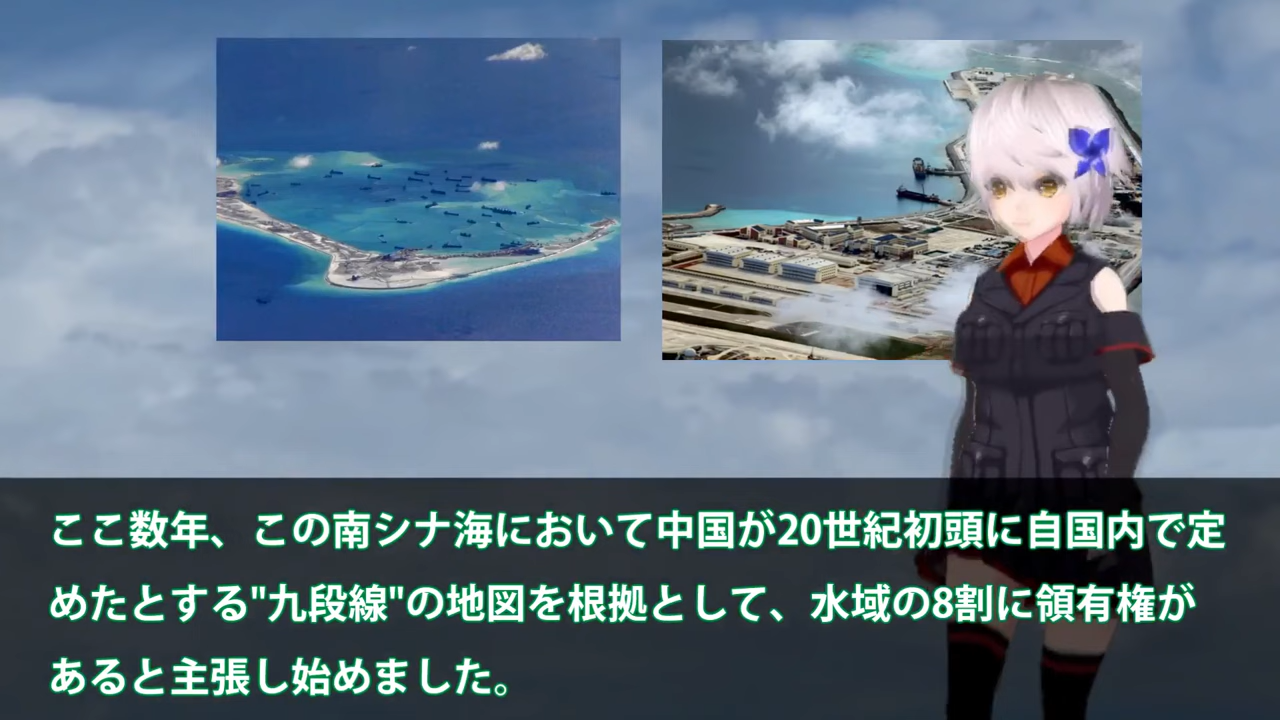 ここ数年、この南シナ海において中国が20世紀初頭に自国内で定
めたとする"九段線"の地図を根拠として、水域の8割に領有権が
あると主張し始めました。